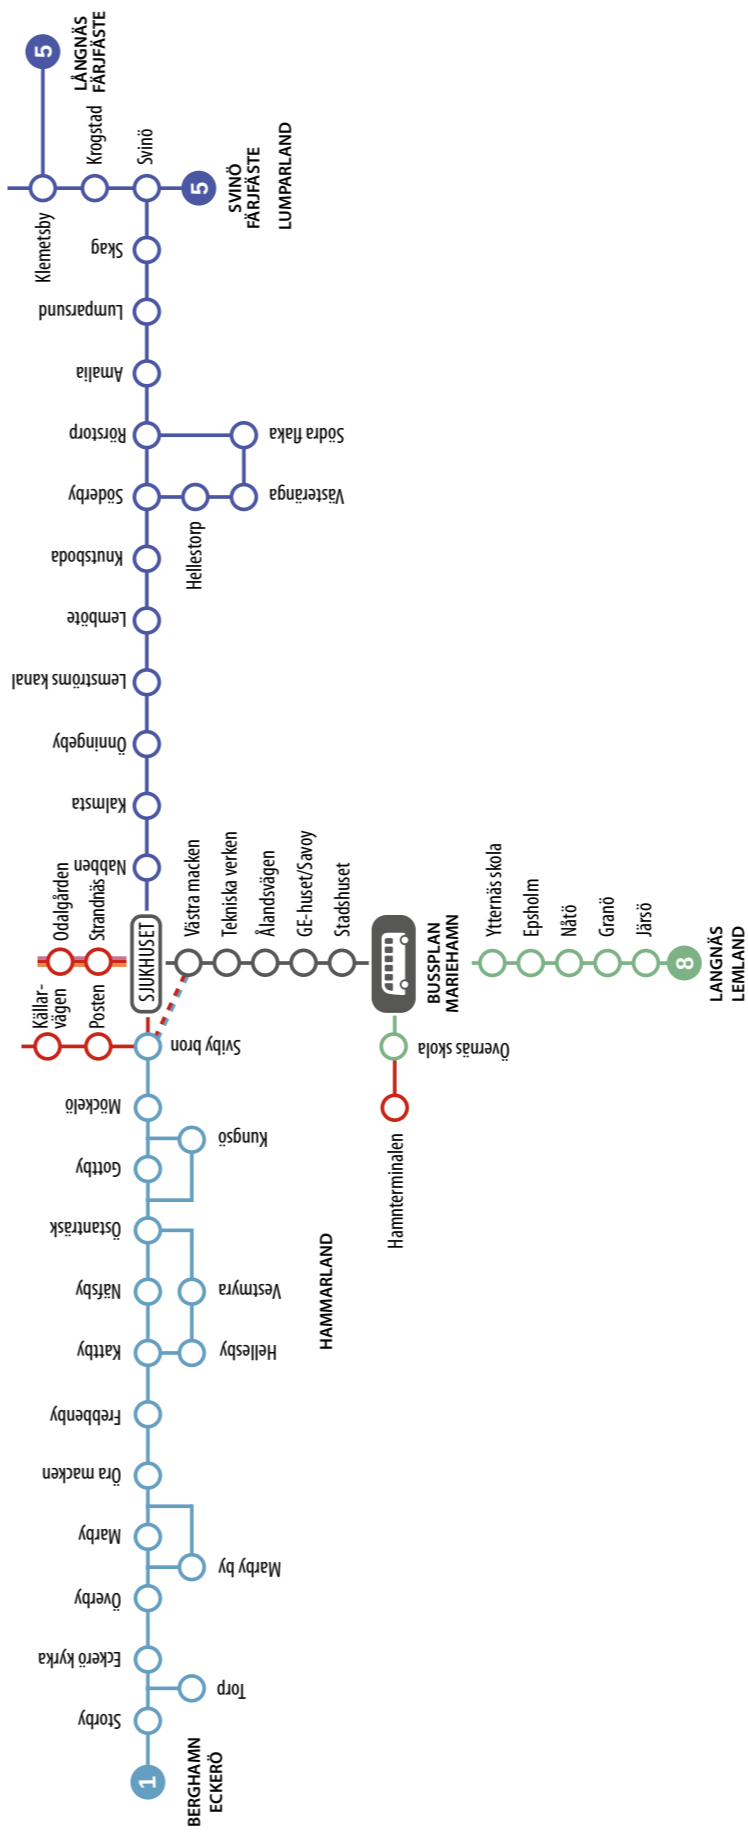 5
LÅNGNÄS
FÄRJFÄSTE
Klemetsby
Krogstad
Svinö
5
SVINÖ
FÄRJFÄSTE
LUMPARLAND
Skag
Lumparsund
Amalia
Rörstorp
Södra flaka
Söderby
Hellestorp
Västeränga
Knutsboda
Lemböte
Lemströms kanal
Önningeby
Kalmsta
Nabben
Odalgården
Strandnäs
SJUKHUSET
Källar-
vägen
Posten
Sviby bron
Västra macken
Tekniska verken
Ålandsvägen
GE-huset/Savoy
Stadshuset
BUSSPLAN
MARIEHAMN
Övernäs skola
Hamnterminalen
Ytternäs skola
Epsholm
Nåtö
Granö
Järsö
8
LANGNÄS
LEMLAND
Möckelö
Kungsö
Gottby
Östanträsk
Näfsby
Vestmyra
HAMMARLAND
Kattby
Hellesby
Frebbenby
Öra macken
Marby
Marby by
Överby
Eckerö kyrka
Torp
Storby
1
BERGHAMN
ECKERÖ